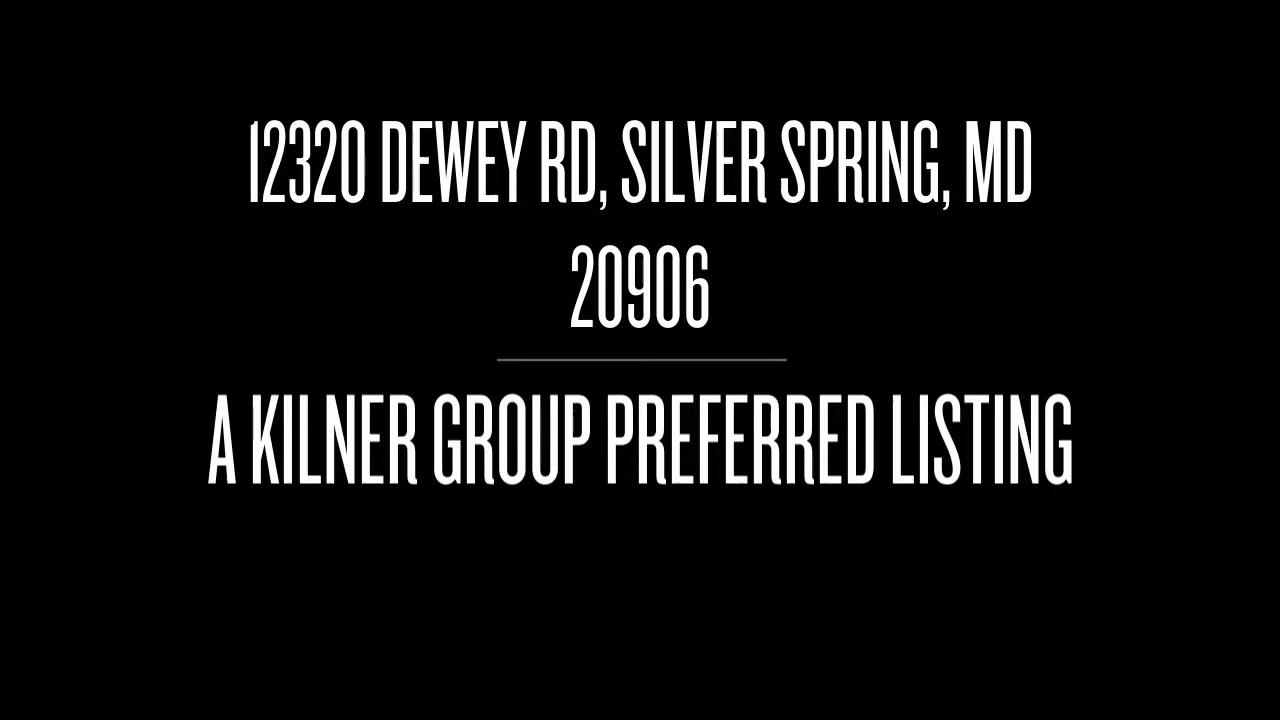 12320 DEWEY RD, SILVER SPRING, MD
20906
A KILNER GROUP PREFERRED LISTING